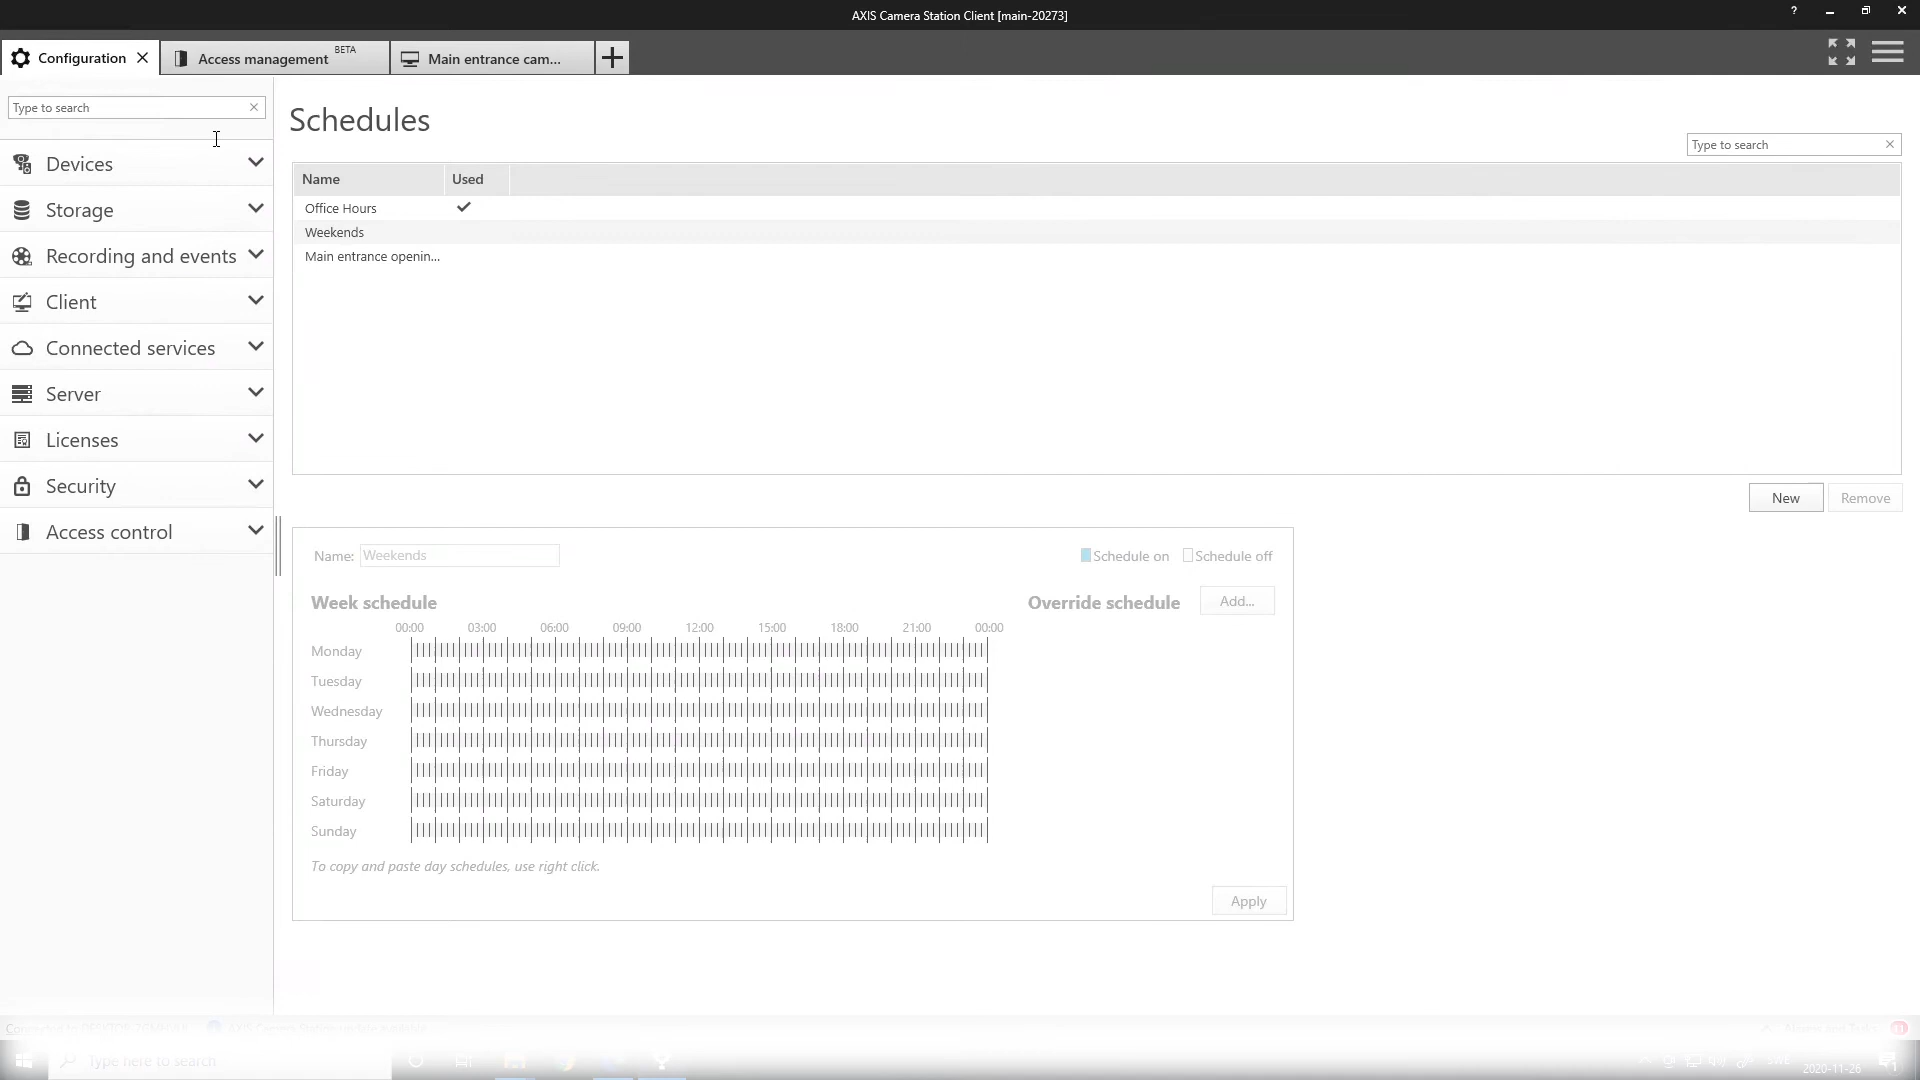 AXIS Camera Station Client [main-20273]
?
Configuration
Access management BETA
Main entrance cam...
Type to search
Devices
Storage
Recording and events
Client
Connected services
Server
Licenses
Security
Access control
Schedules
Type to search
Name Used
Office Hours
Weekends
Main entrance openin...
New Remove
Name: Weekends Schedule on Schedule off
Week schedule Override schedule Add...
00:00 03:00 06:00 09:00 12:00 15:00 18:00 21:00 00:00
Monday
Tuesday
Wednesday
Thursday
Friday
Saturday
Sunday
To copy and paste day schedules, use right click.
Apply
Type here to search
SWE
2020-11-26